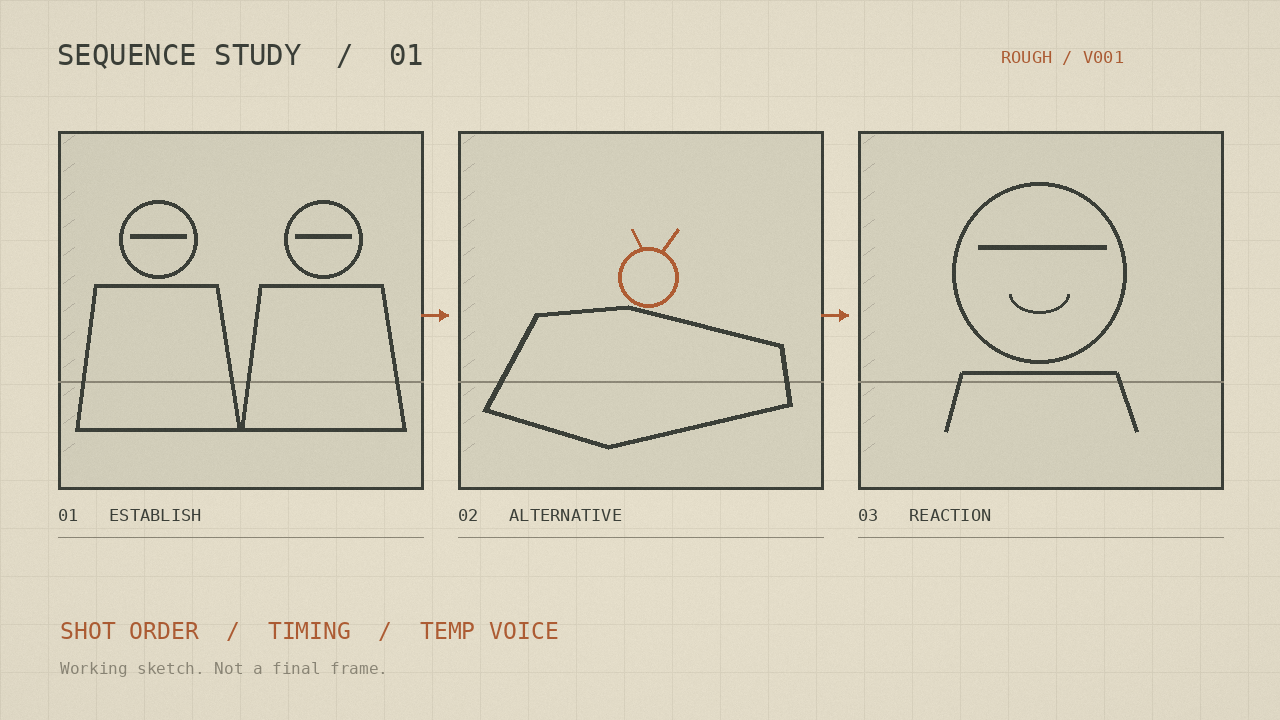 SEQUENCE STUDY / 01
ROUGH / V001
01 ESTABLISH
02 ALTERNATIVE
03 REACTION
SHOT ORDER / TIMING / TEMP VOICE
Working sketch. Not a final frame.